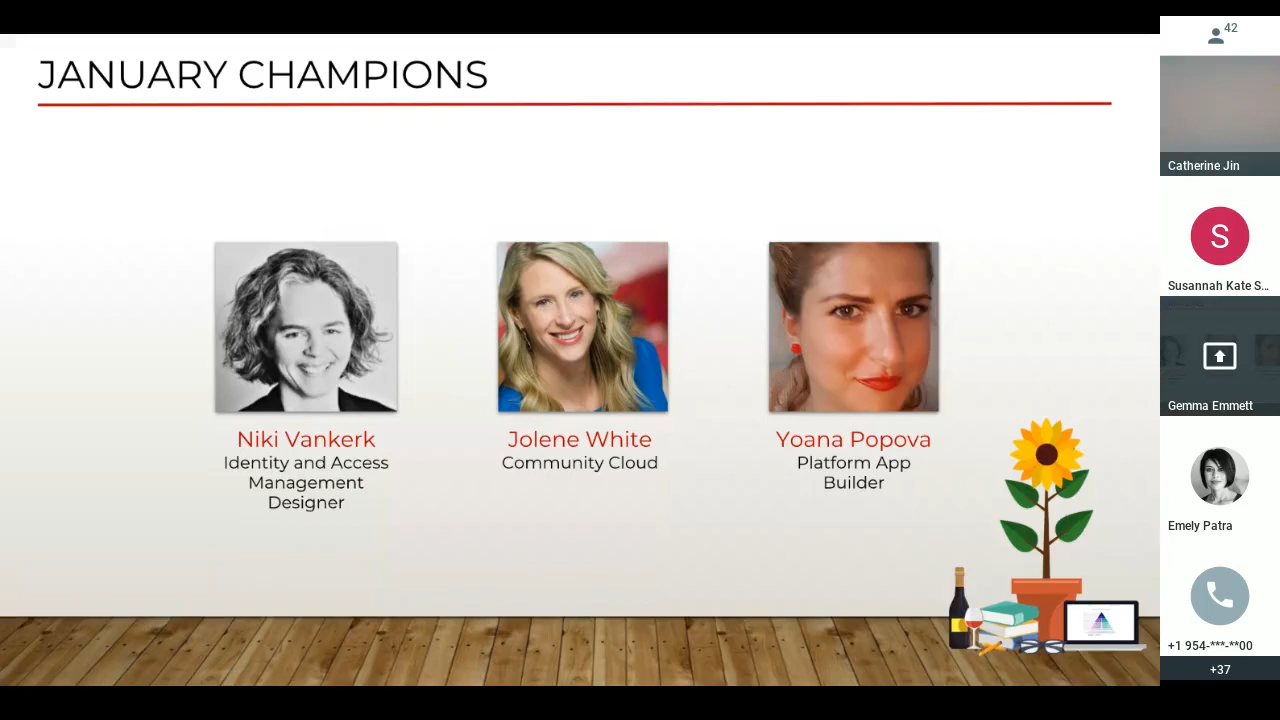 JANUARY CHAMPIONS
Niki Vankerk
Identity and Access
Management
Designer
Jolene White
Community Cloud
Yoana Popova
Platform App
Builder
42
Catherine Jin
S
Susannah Kate S...
Gemma Emmett
Emely Patra
+1 954-***-**00
+37